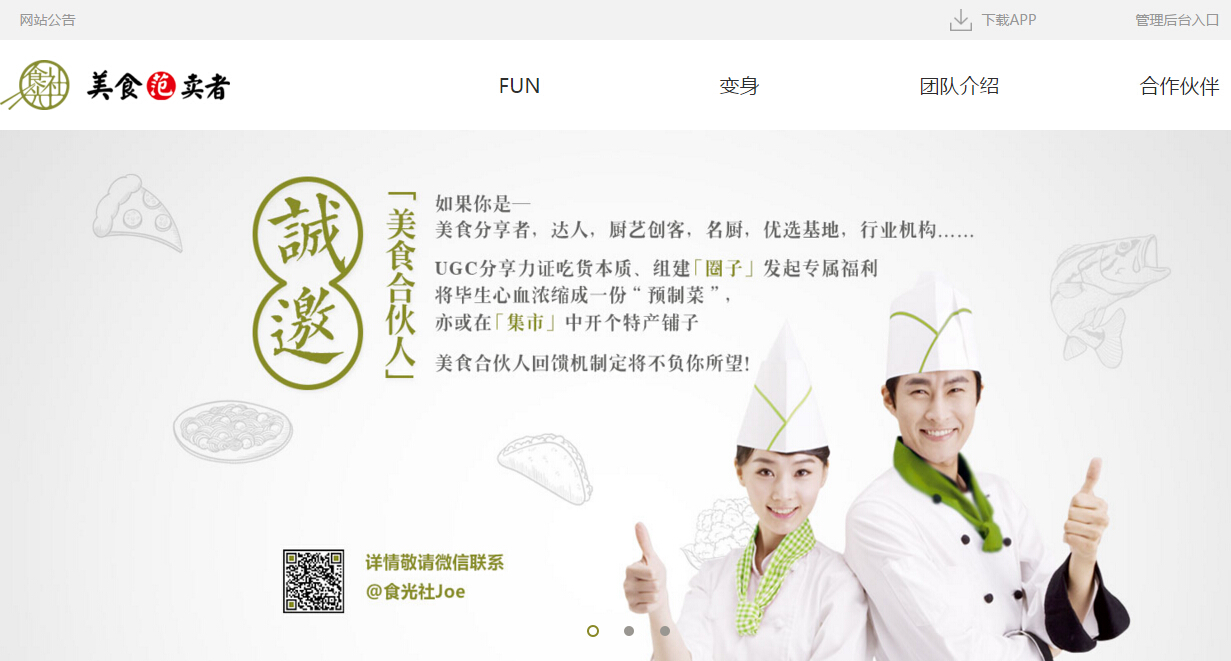 网站公告
下载APP
管理后台入口
食光社
美食范卖者
FUN
变身
团队介绍
合作伙伴
誠邀
「美食合伙人」
如果你是—
美食分享者，达人，厨艺创客，名厨，优选基地，行业机构……
UGC分享力证吃货本质、组建「圈子」发起专属福利
将毕生心血浓缩成一份“预制菜”，
亦或在「集市」中开个特产铺子
美食合伙人回馈机制定将不负你所望！
详情敬请微信联系
@食光社Joe